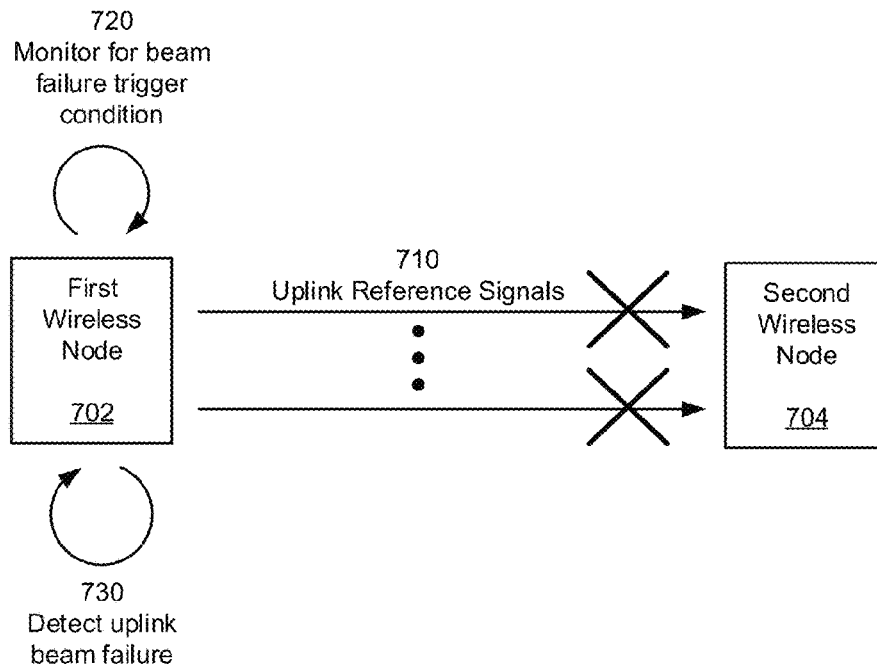 720
Monitor for beam
failure trigger
condition
710
Uplink Reference Signals
First
Wireless
Node
702
Second
Wireless
Node
704
730
Detect uplink
beam failure